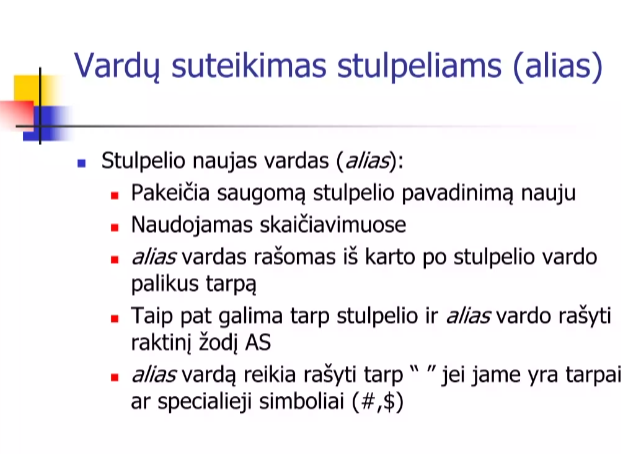 Vardų suteikimas stulpeliams (alias)
Stulpelio naujas vardas (alias):
Pakeičia saugomą stulpelio pavadinimą nauju
Naudojamas skaičiavimuose
alias vardas rašomas iš karto po stulpelio vardo
palikus tarpą
Taip pat galima tarp stulpelio ir alias vardo rašyti
raktinį žodį AS
alias vardą reikia rašyti tarp “ ” jei jame yra tarpai
ar specialieji simboliai (#,$)